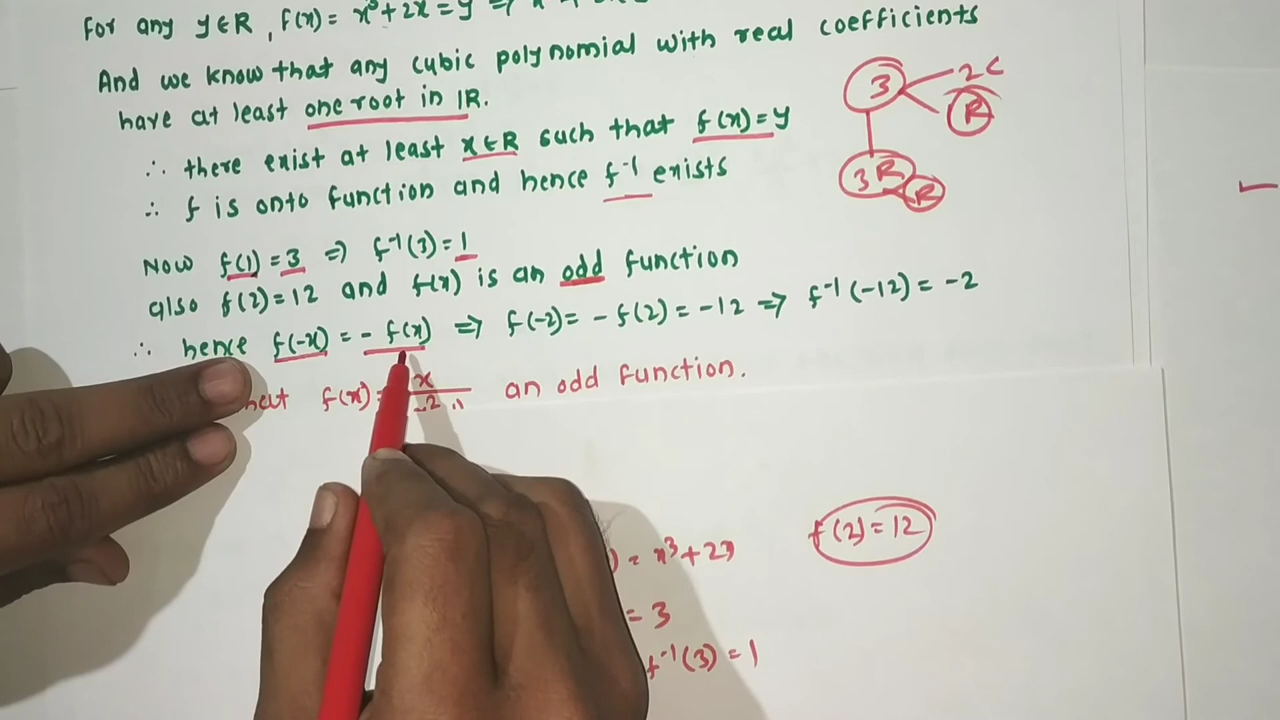 For any y∈R, f(x) = x³+2x = y ⇒
And we know that any cubic polynomial with real coefficients
have at least one root in IR.
∴ there exist at least x∈R such that f(x)=y
∴ f is onto function and hence f⁻¹ exists
Now f(1)=3 ⇒ f⁻¹(3)=1
also f(2)=12 and f(x) is an odd function
∴ hence f(-x) = - f(x) ⇒ f(-2)= - f(2) = -12 ⇒ f⁻¹(-12) = -2
f(x)= x an odd function.
3 2C
R
3R R
f(2)=12
= x³+2x
= 3
f⁻¹(3) = 1